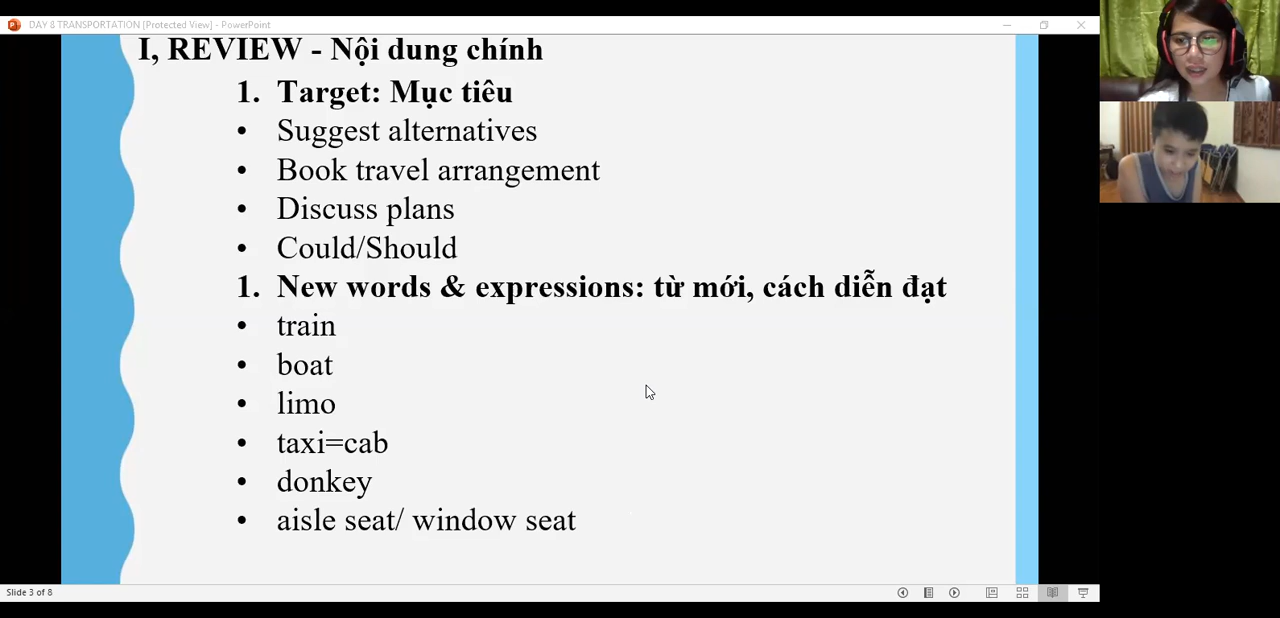 DAY 8 TRANSPORTATION [Protected View] - PowerPoint
I, REVIEW - Nội dung chính
1. Target: Mục tiêu
• Suggest alternatives
• Book travel arrangement
• Discuss plans
• Could/Should
1. New words & expressions: từ mới, cách diễn đạt
• train
• boat
• limo
• taxi=cab
• donkey
• aisle seat/ window seat
Slide 3 of 8